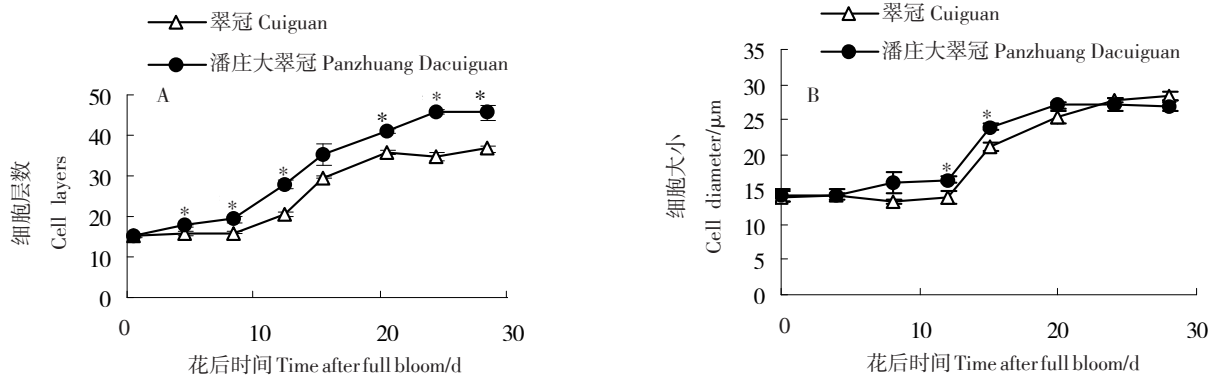 翠冠 Cuiguan
潘庄大翠冠 Panzhuang Dacuiguan
A
50
40
30
20
10
0
细胞层数
Cell layers
* * * * * *
0 10 20 30
花后时间 Time after full bloom/d
翠冠 Cuiguan
潘庄大翠冠 Panzhuang Dacuiguan
B
35
30
25
20
15
10
5
0
细胞大小
Cell diameter/μm
* *
0 10 20 30
花后时间 Time after full bloom/d